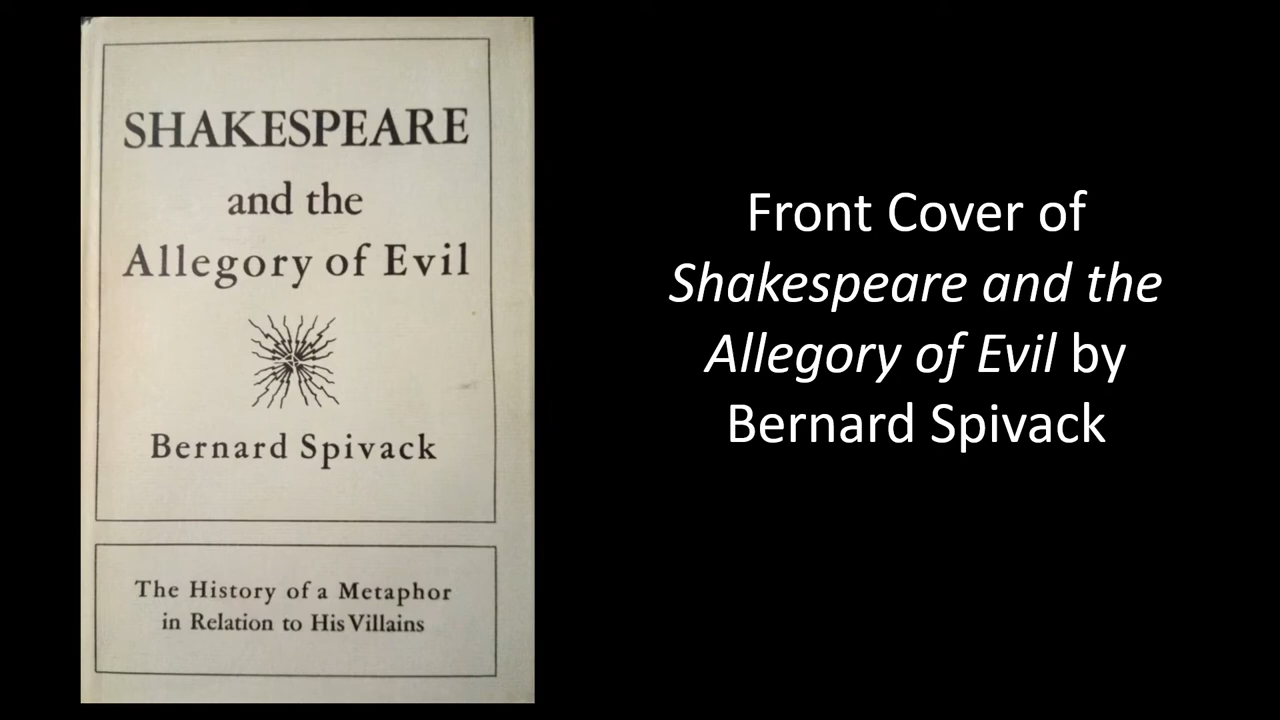 SHAKESPEARE
and the
Allegory of Evil
Bernard Spivack
The History of a Metaphor
in Relation to His Villains
Front Cover of
Shakespeare and the
Allegory of Evil by
Bernard Spivack